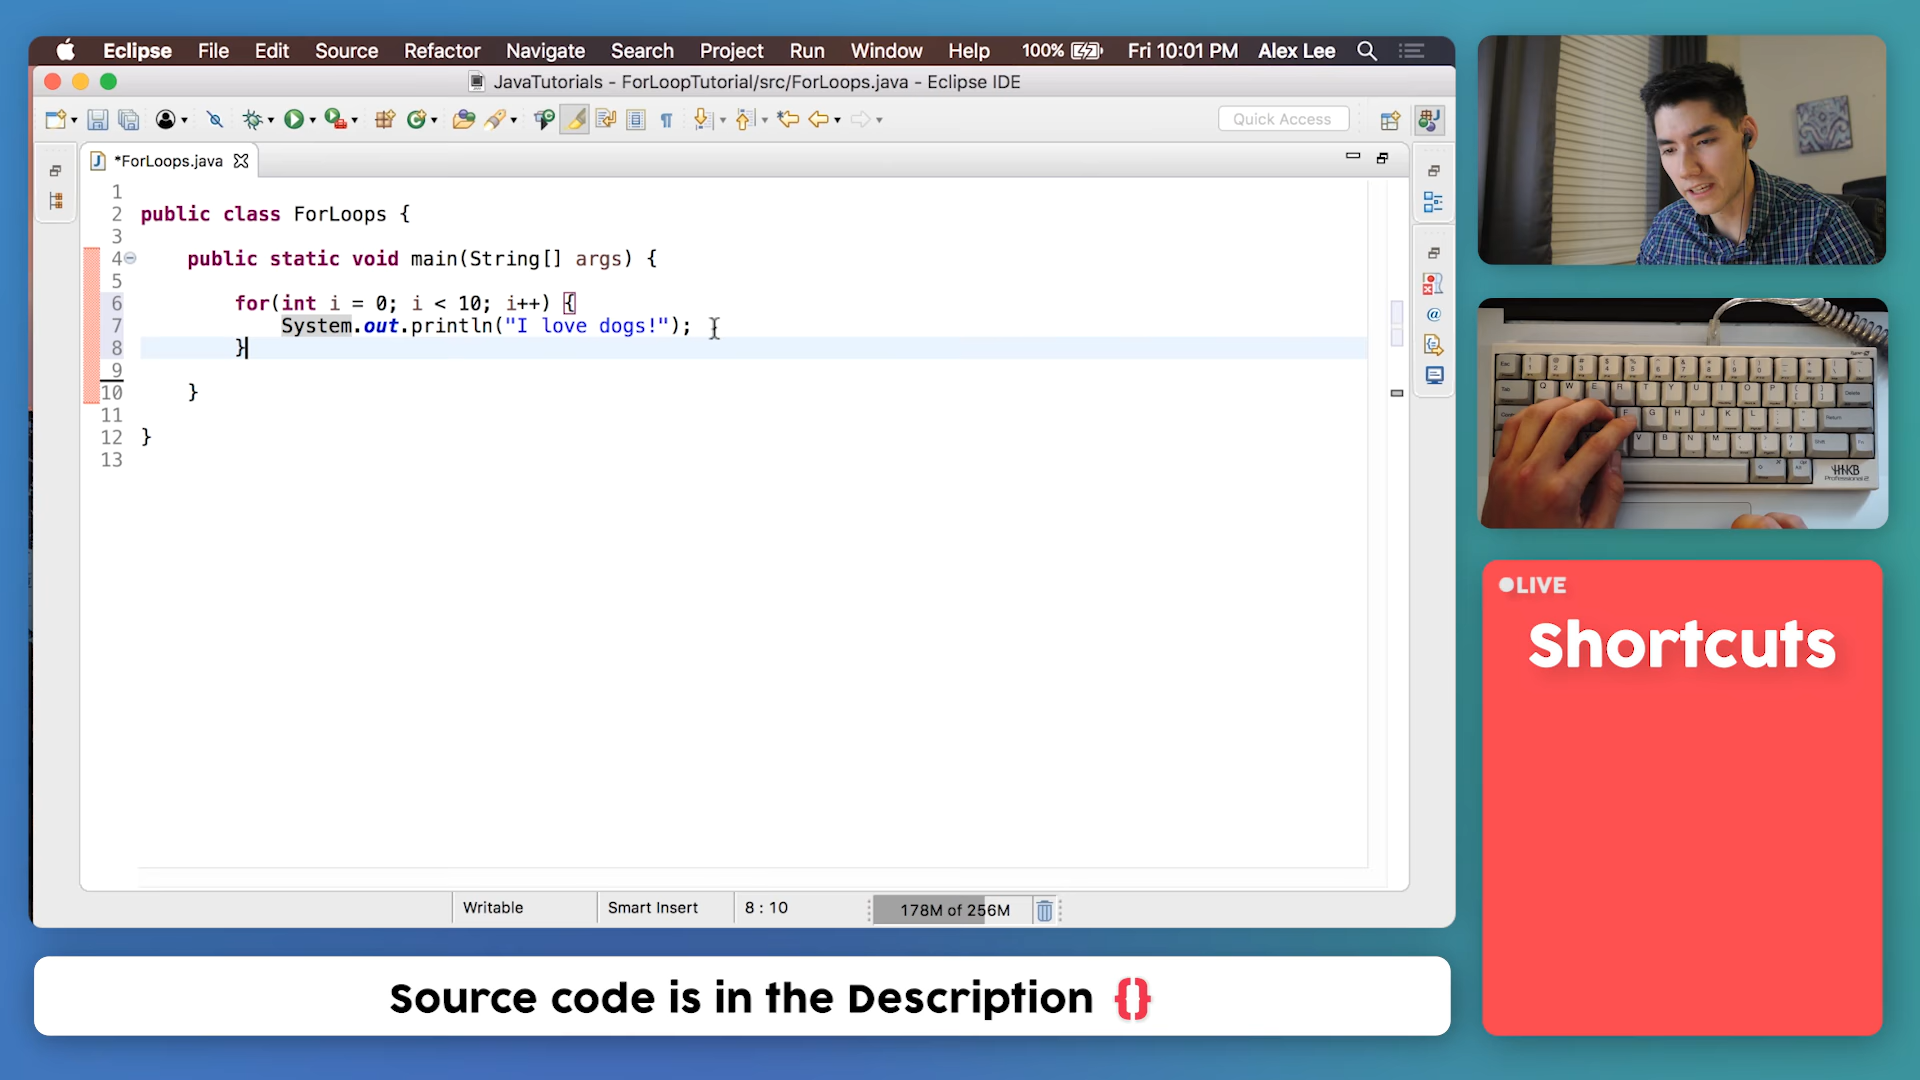 Eclipse File Edit Source Refactor Navigate Search Project Run Window Help 100% Fri 10:01 PM Alex Lee
JavaTutorials - ForLoopTutorial/src/ForLoops.java - Eclipse IDE
Quick Access
*ForLoops.java
1
2 public class ForLoops {
3
4 public static void main(String[] args) {
5
6 for(int i = 0; i < 10; i++) {
7 System.out.println("I love dogs!");
8 }
9
10 }
11
12 }
13
Writable Smart Insert 8 : 10 178M of 256M
Source code is in the Description {}
HHKB
Professional 2
LIVE
Shortcuts